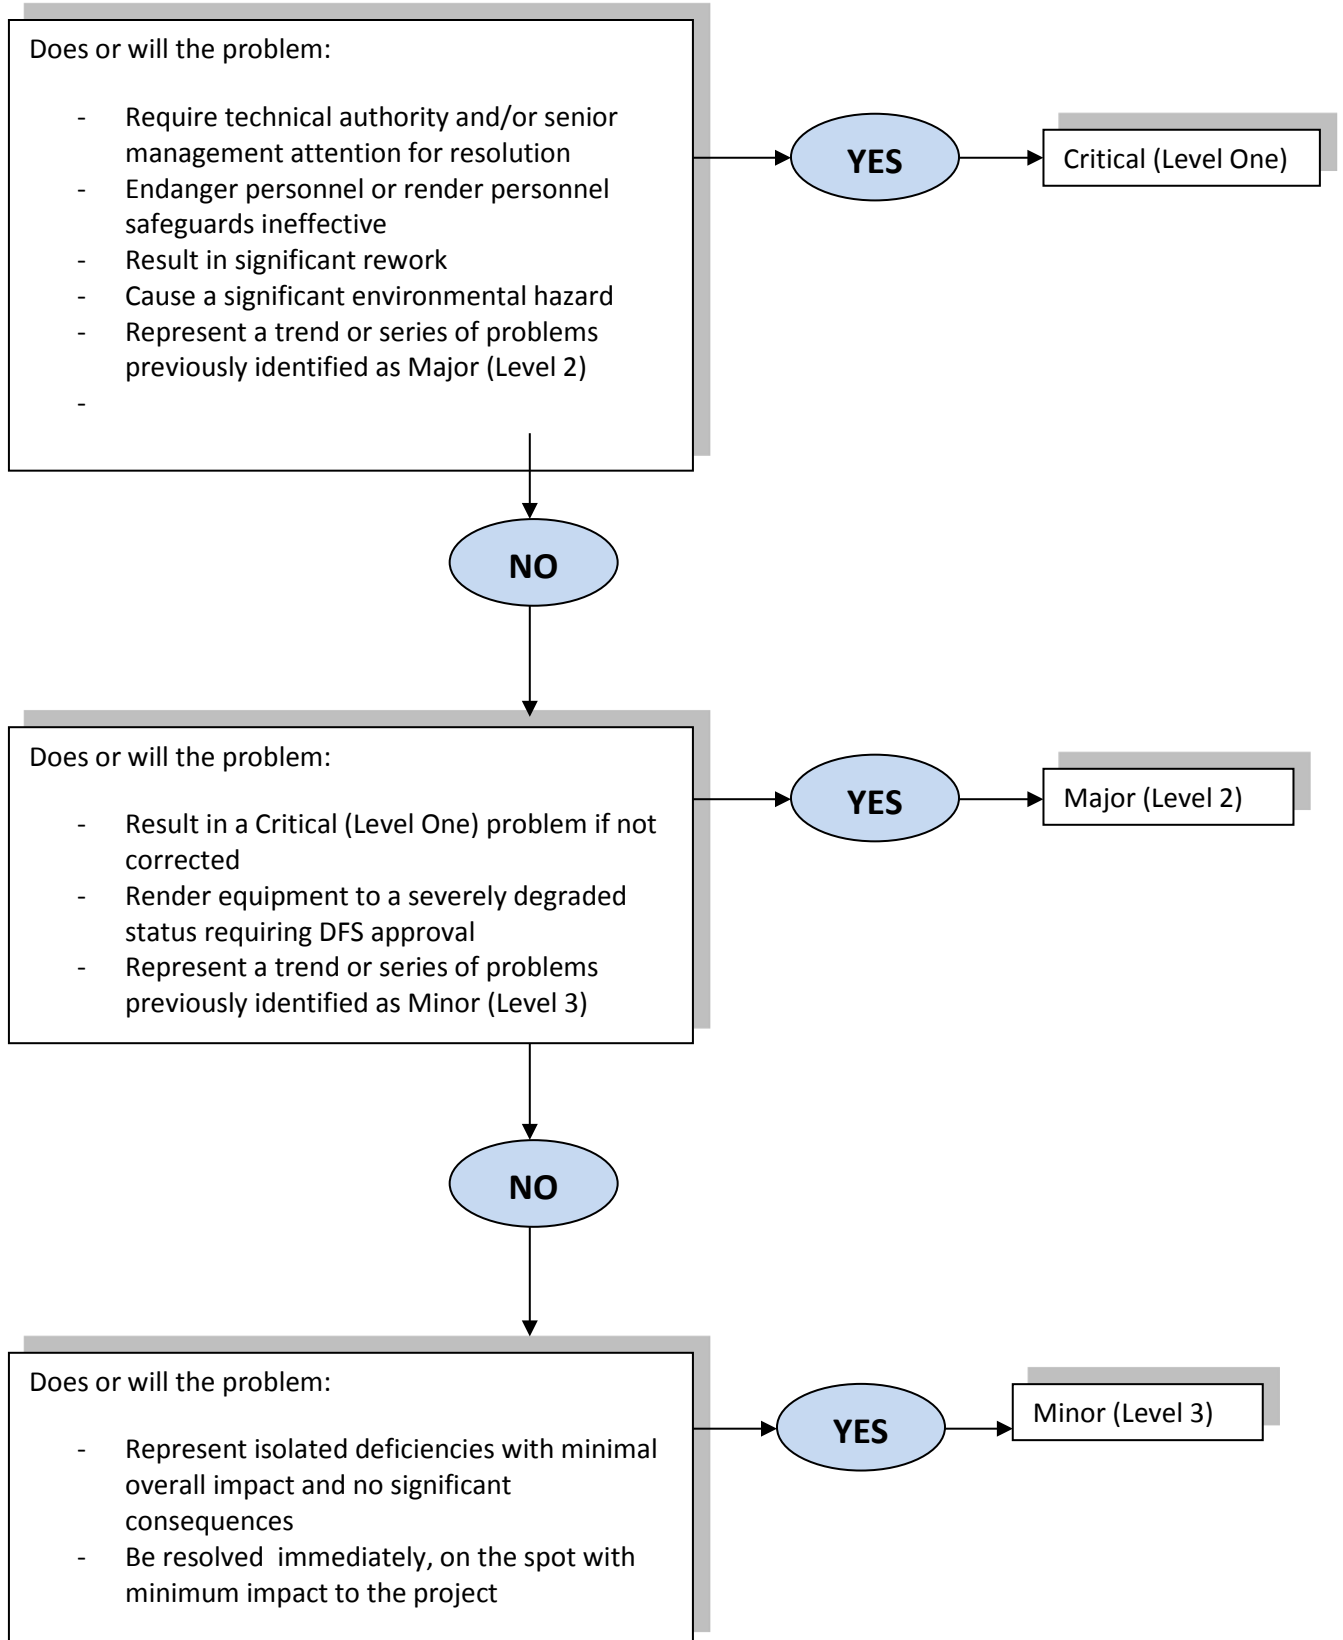 Does or will the problem:
- Require technical authority and/or senior
management attention for resolution
- Endanger personnel or render personnel
safeguards ineffective
- Result in significant rework
- Cause a significant environmental hazard
- Represent a trend or series of problems
previously identified as Major (Level 2)
-
YES
Critical (Level One)
NO
Does or will the problem:
- Result in a Critical (Level One) problem if not
corrected
- Render equipment to a severely degraded
status requiring DFS approval
- Represent a trend or series of problems
previously identified as Minor (Level 3)
YES
Major (Level 2)
NO
Does or will the problem:
- Represent isolated deficiencies with minimal
overall impact and no significant
consequences
- Be resolved  immediately, on the spot with
minimum impact to the project
YES
Minor (Level 3)